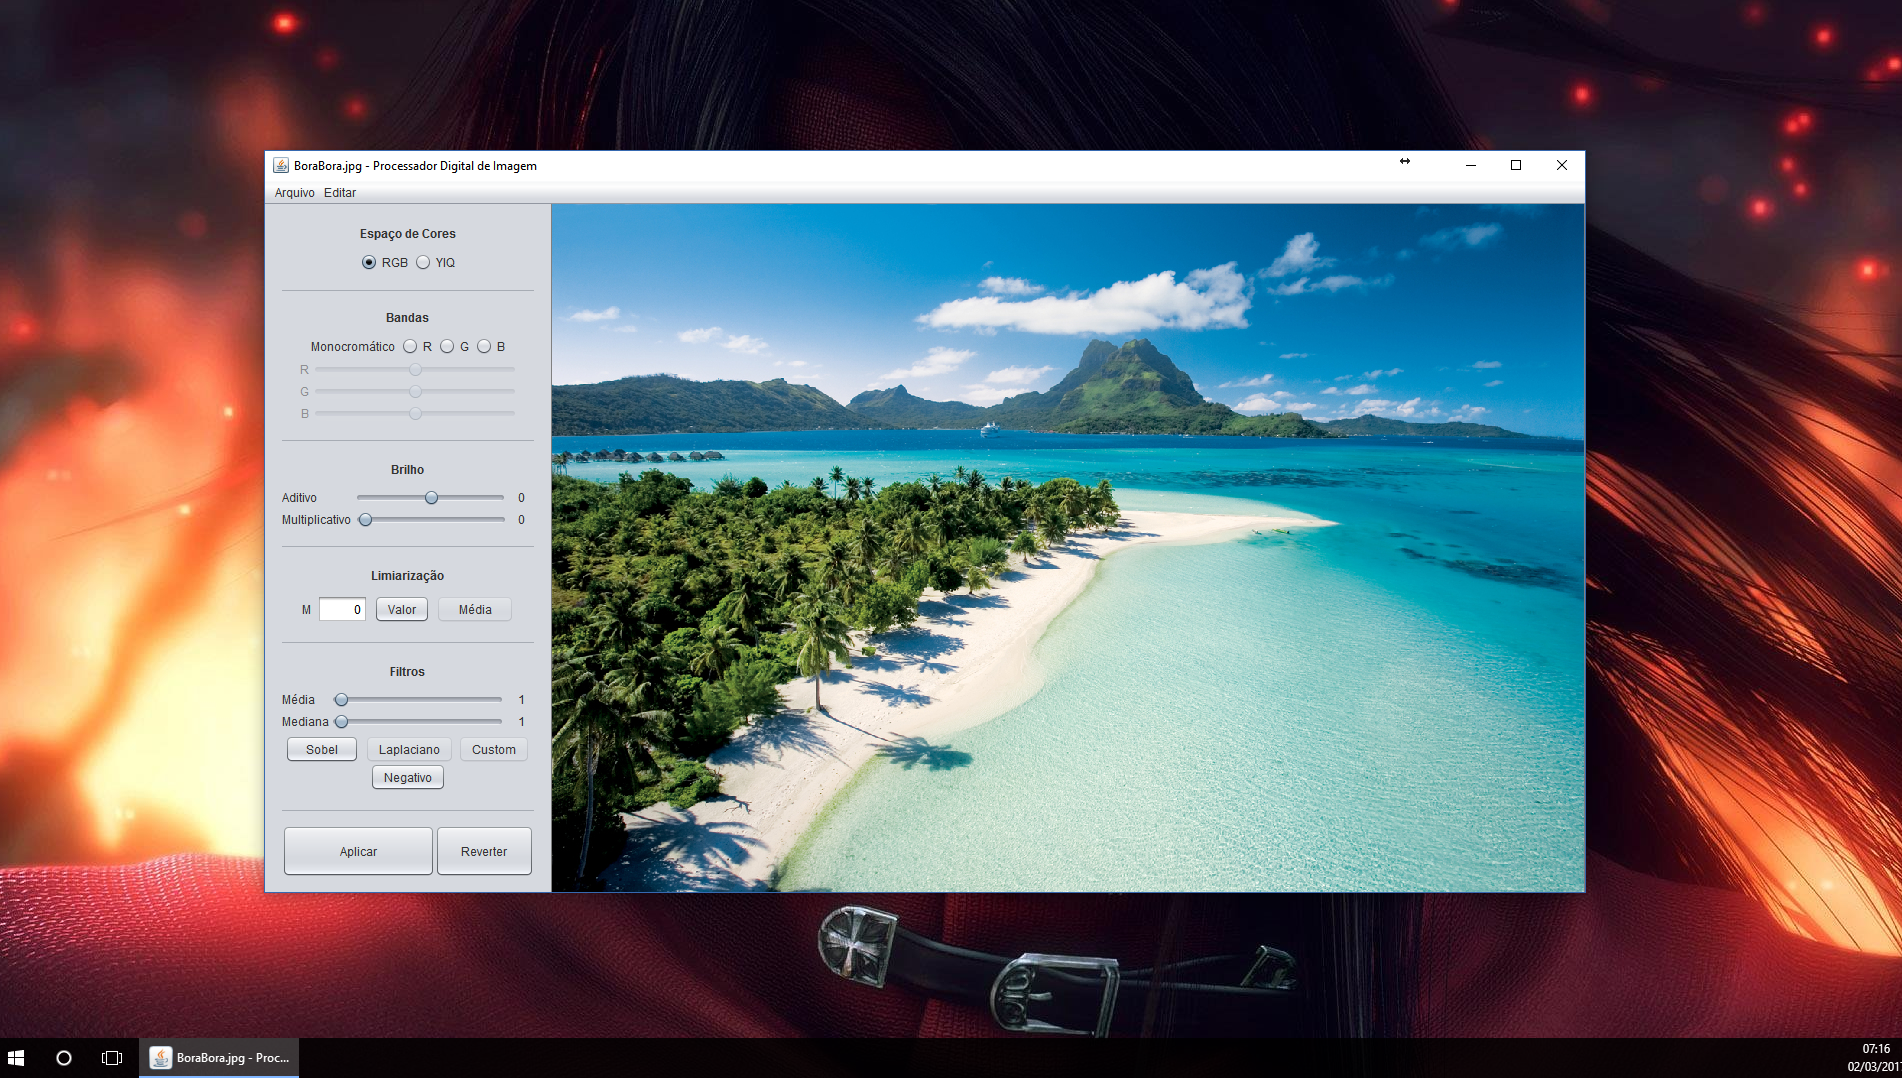 BoraBora.jpg - Processador Digital de Imagem
Arquivo Editar
Espaço de Cores
RGB YIQ
Bandas
Monocromático R G B
R
G
B
Brilho
Aditivo 0
Multiplicativo 0
Limiarização
M 0 Valor Média
Filtros
Média 1
Mediana 1
Sobel Laplaciano Custom
Negativo
Aplicar Reverter
BoraBora.jpg - Proc...
07:16
02/03/201